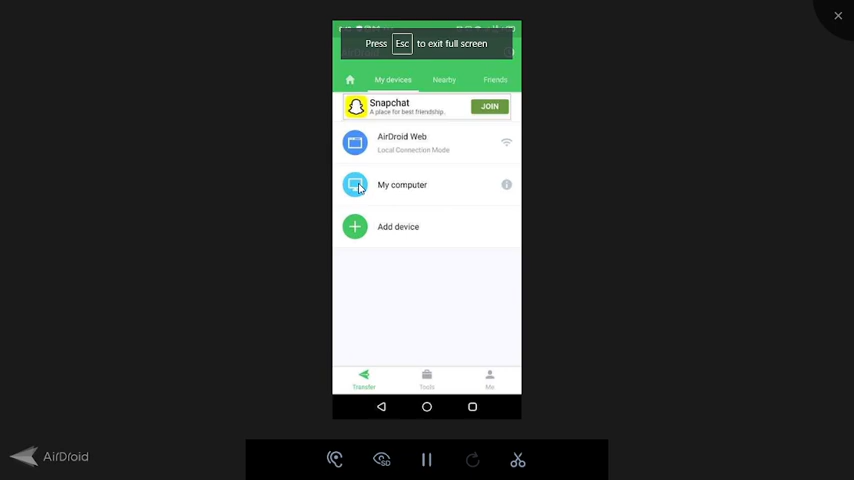 Press Esc to exit full screen
My devices
Nearby
Friends
Snapchat
A place for best friendship.
JOIN
AirDroid Web
Local Connection Mode
My computer
Add device
Transfer
Tools
Me
SD
AirDroid